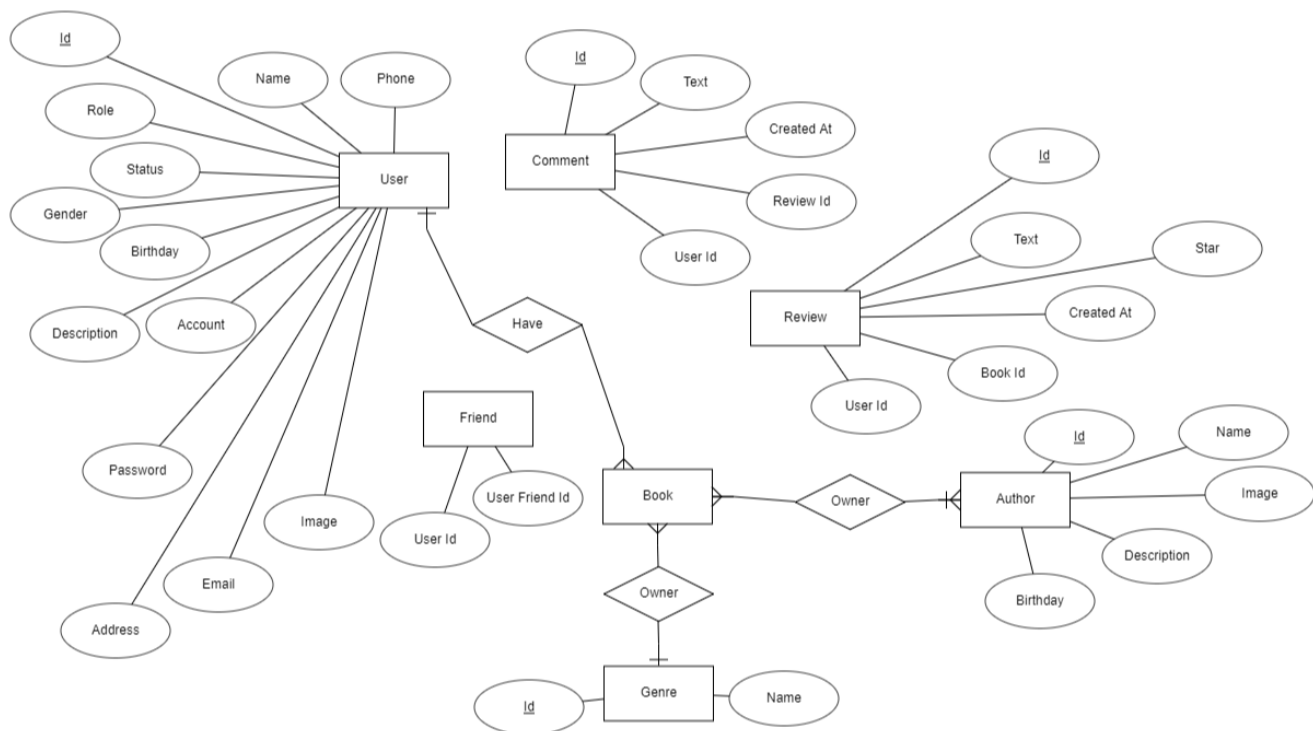 Id
Name
Phone
Role
Status
User
Gender
Birthday
Description
Account
Password
Image
Email
Address
Id
Text
Created At
Comment
Review Id
User Id
Id
Text
Star
Review
Created At
Book Id
User Id
Have
Friend
User Friend Id
User Id
Book
Owner
Id
Name
Author
Image
Description
Birthday
Owner
Genre
Id
Name